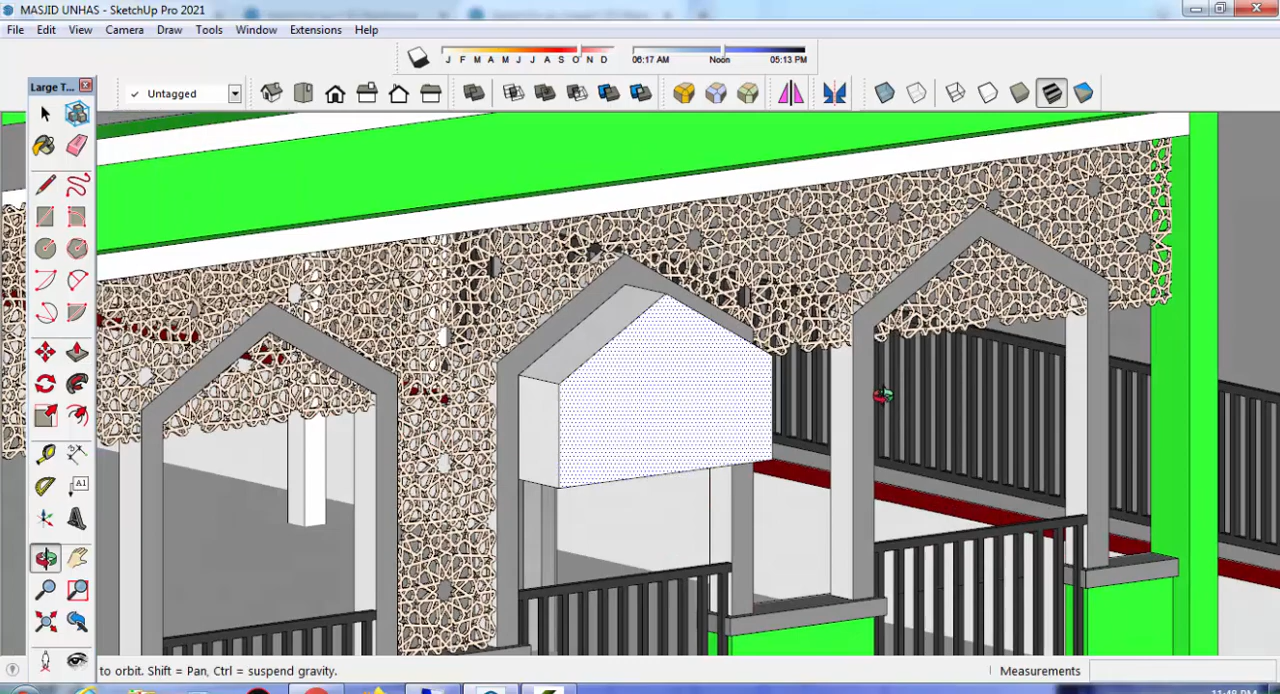 MASJID UNHAS - SketchUp Pro 2021
File Edit View Camera Draw Tools Window Extensions Help
J F M A M J J A S O N D
06:17 AM Noon 05:13 PM
Large T...
✓ Untagged
A1
to orbit. Shift = Pan, Ctrl = suspend gravity.
Measurements